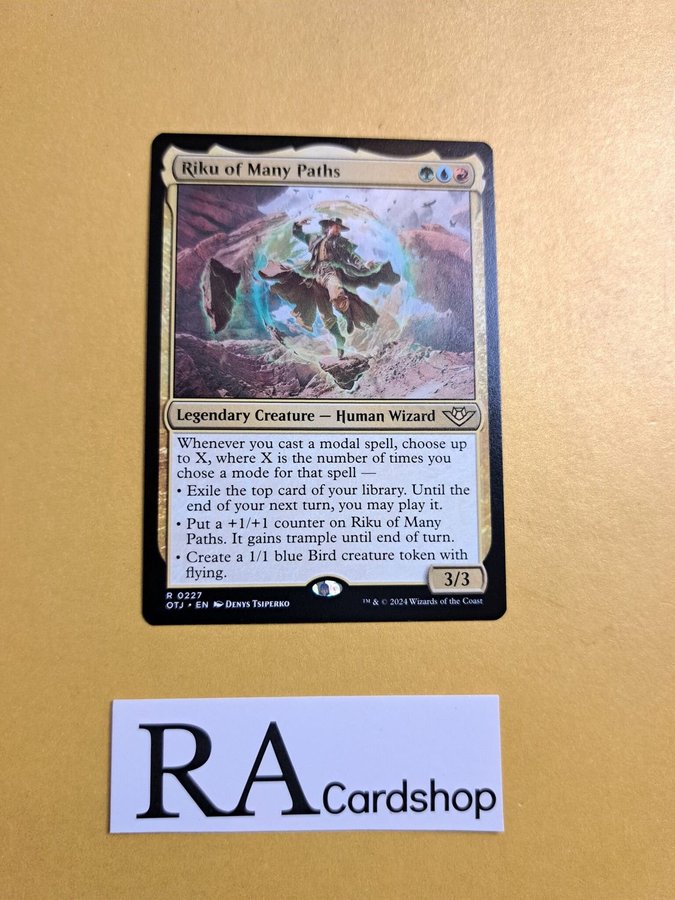 Riku of Many Paths
Legendary Creature — Human Wizard
Whenever you cast a modal spell, choose up
to X, where X is the number of times you
chose a mode for that spell —
• Exile the top card of your library. Until the
end of your next turn, you may play it.
• Put a +1/+1 counter on Riku of Many
Paths. It gains trample until end of turn.
• Create a 1/1 blue Bird creature token with
flying.
3/3
R 0227
OTJ • EN Denys Tsiperko
™ & © 2024 Wizards of the Coast
RA Cardshop